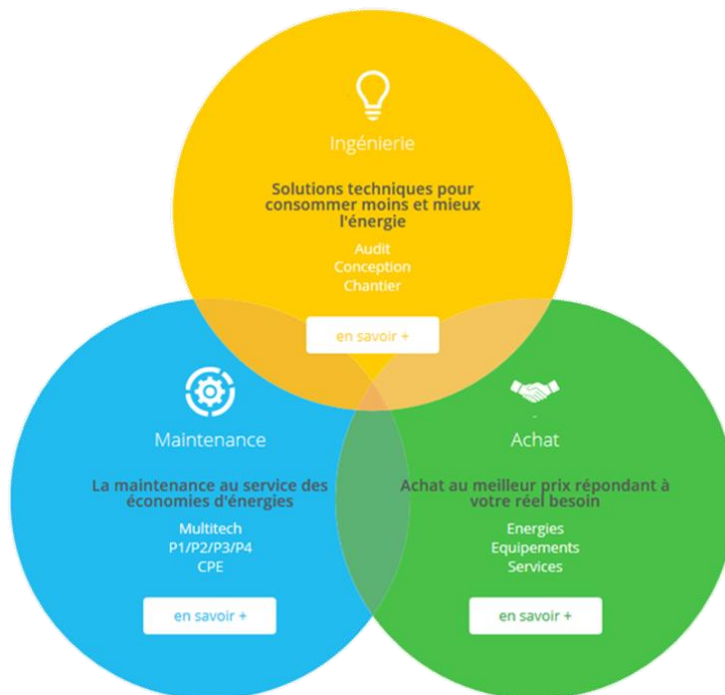 Ingénierie
Solutions techniques pour
consommer moins et mieux
l'énergie
Audit
Conception
Chantier
en savoir +
Maintenance
La maintenance au service des
économies d'énergies
Multitech
P1/P2/P3/P4
CPE
en savoir +
Achat
Achat au meilleur prix répondant à
votre réel besoin
Energies
Equipements
Services
en savoir +